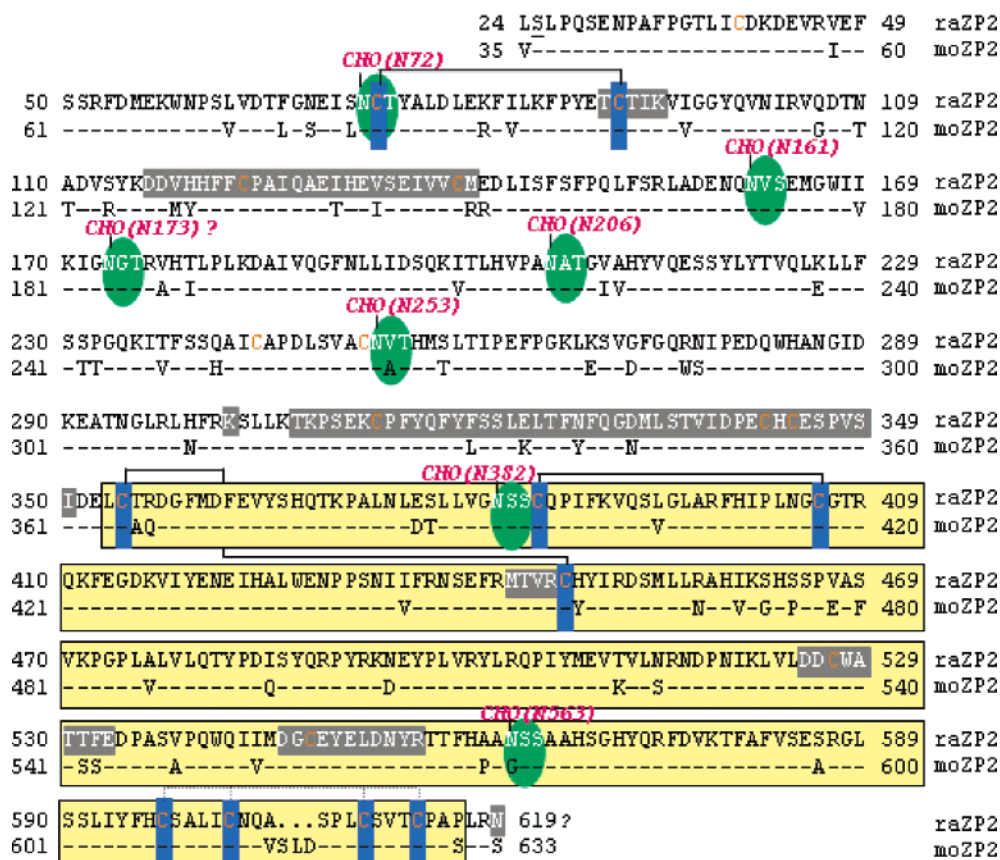 24 LSLPQSENPAFPGTLICDKDEVRVEF 49 raZP2
35 V----------------------I-- 60 moZP2
CHO(N72)
50 SSRFDMEKWNPSLVDTFGNEISNCTYALDLEKFILKFPYETCTIKVIGGYQVNIRVQDTN 109 raZP2
61 ------------V---L-S--L---------R-V------------V---------G--T 120 moZP2
CHO(N161)
110 ADVSYKDDVHHFFCPAIQAEIHEVSEIVVCMEDLISFSFPQLFSRLADENQNVSEMGWII 169 raZP2
121 T--R----MY----------T--I------RR---------------------------V 180 moZP2
CHO(N173) ? CHO(N206)
170 KIGNGTRVHTLPLKDAIVQGFNLLIDSQKITLHVPANATGVAHYVQESSYLYTVQLKLLF 229 raZP2
181 -------A-I-------------------V----------IV--------------E--- 240 moZP2
CHO(N253)
230 SSPGQKITFSSQAICAPDLSVACNVTHMSLTIPEFPGKLKSVGFGQRNIPEDQWHANGID 289 raZP2
241 -TT----V---H------------A---T----------E--D---WS------------ 300 moZP2
290 KEATNGLRLHFRKSLLKTKPSEKCPFYQFYFSSLELTFNFQGDMLSTVIDPECHCESPVS 349 raZP2
301 ---------N--------------------L---K---Y---N----------------- 360 moZP2
CHO(N382)
350 IDELCTRDGFMDFEVYSHQTKPALNLESLLVGNSSCQPIFKVQSLGLARFHIPLNGCGTR 409 raZP2
361 -----AQ-------------------DT----------------V--------------- 420 moZP2
410 QKFEGDKVIYENEIHALWENPPSNIIFRNSEFRMTVRCHYIRDSMLLRAHIKSHSSPVAS 469 raZP2
421 -------------------------V------------Y--------N--V-G-P--E-F 480 moZP2
470 VKPGPLALVLQTYPDISYQRPYRKNEYPLVRYLRQPIYMEVTVLNRNDPNIKLVLDDCWA 529 raZP2
481 ------V--------Q--------D----------------K--S--------------- 540 moZP2
CHO(N563)
530 TTFEDPASVPQWQIIMDGCEYELDNYRTTFHAANSSAAHSGHYQRFDVKTFAFVSESRGL 589 raZP2
541 -SS-----A-----V----------------P-G----------------------A--- 600 moZP2
590 SSLIYFHCSALICNQA...SPLCSVTCPAPLRN 619? raZP2
601 ---------------VSLD----------S--S 633 moZP2